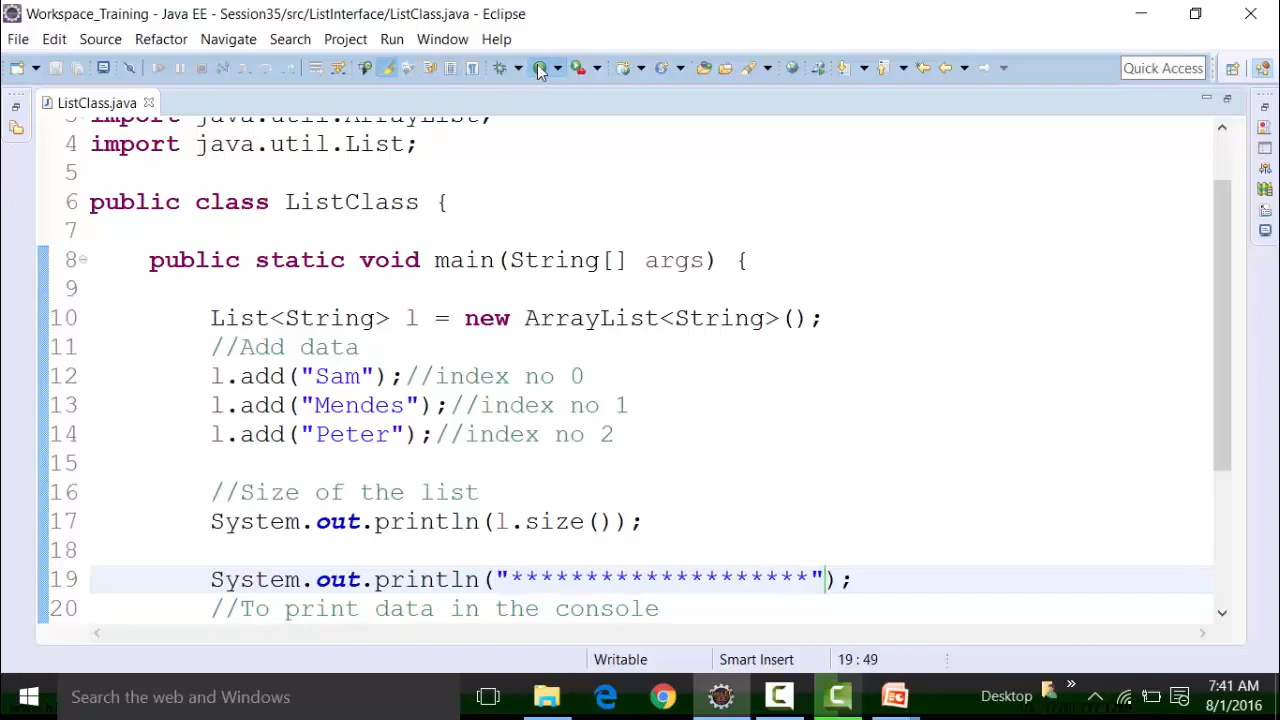 Workspace_Training - Java EE - Session35/src/ListInterface/ListClass.java - Eclipse
File Edit Source Refactor Navigate Search Project Run Window Help
Quick Access
ListClass.java
3 import java.util.ArrayList;
4 import java.util.List;
5
6 public class ListClass {
7
8 public static void main(String[] args) {
9
10 List<String> l = new ArrayList<String>();
11 //Add data
12 l.add("Sam");//index no 0
13 l.add("Mendes");//index no 1
14 l.add("Peter");//index no 2
15
16 //Size of the list
17 System.out.println(l.size());
18
19 System.out.println("********************");
20 //To print data in the console
Writable Smart Insert 19 : 49
Search the web and Windows
Desktop
7:41 AM
8/1/2016